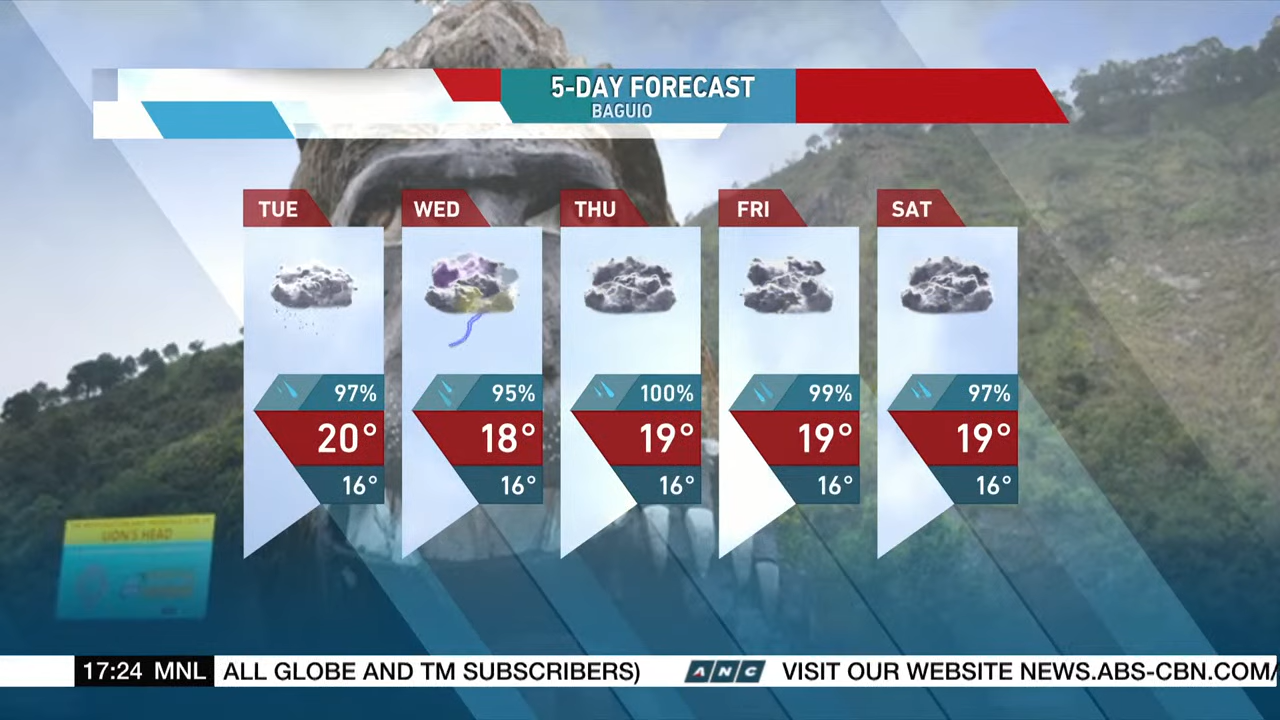 5-DAY FORECAST
BAGUIO
TUE
WED
THU
FRI
SAT
97%
95%
100%
99%
97%
20°
18°
19°
19°
19°
16°
16°
16°
16°
16°
LION'S HEAD
17:24 MNL ALL GLOBE AND TM SUBSCRIBERS) ANC VISIT OUR WEBSITE NEWS.ABS-CBN.COM/